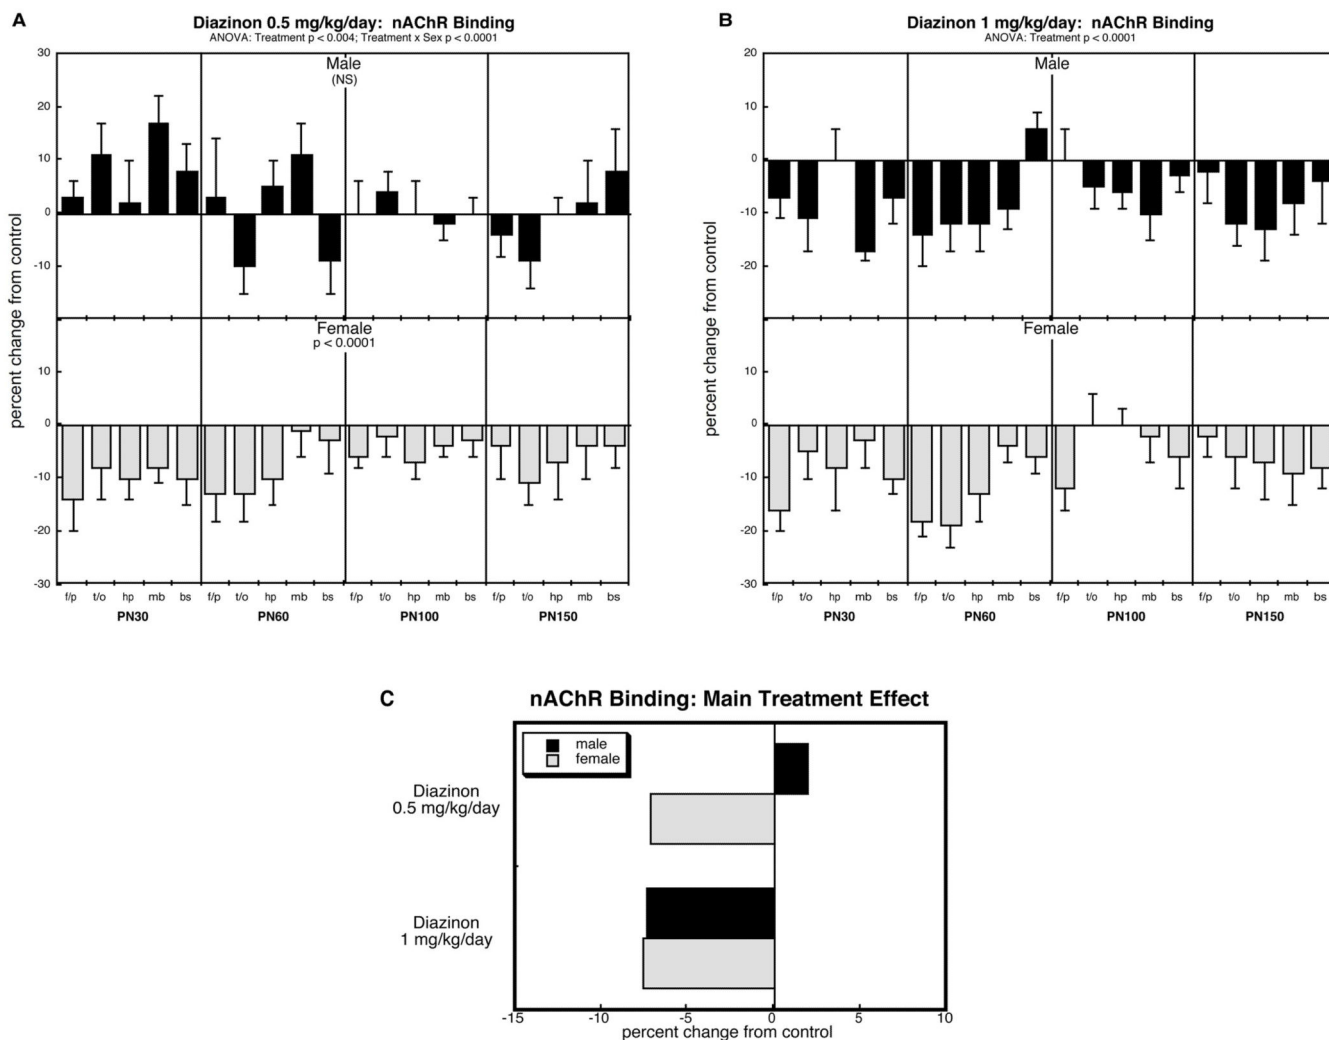 A
Diazinon 0.5 mg/kg/day: nAChR Binding
ANOVA: Treatment p < 0.004; Treatment x Sex p < 0.0001
percent change from control
30
20
10
0
-10
Male
(NS)
Female
p < 0.0001
10
0
-10
-20
-30
f/p t/o hp mb bs f/p t/o hp mb bs f/p t/o hp mb bs f/p t/o hp mb bs
PN30 PN60 PN100 PN150
B
Diazinon 1 mg/kg/day: nAChR Binding
ANOVA: Treatment p < 0.0001
percent change from control
20
10
0
-10
-20
Male
Female
10
0
-10
-20
-30
f/p t/o hp mb bs f/p t/o hp mb bs f/p t/o hp mb bs f/p t/o hp mb bs
PN30 PN60 PN100 PN150
C
nAChR Binding: Main Treatment Effect
male
female
Diazinon
0.5 mg/kg/day
Diazinon
1 mg/kg/day
-15 -10 -5 0 5 10
percent change from control